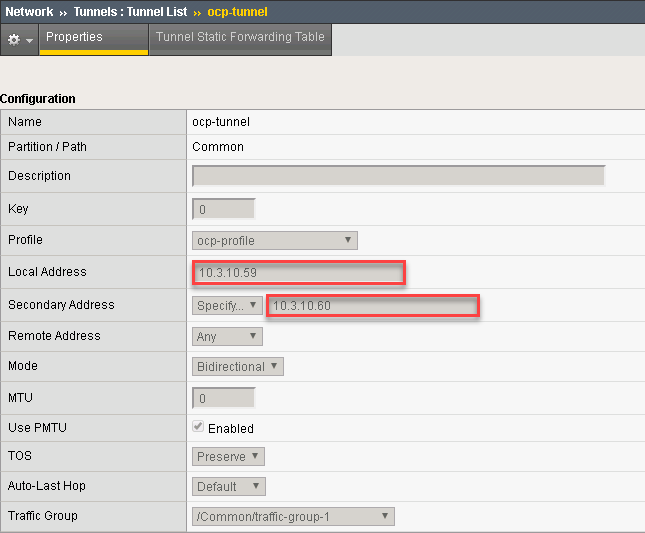 Network ›› Tunnels : Tunnel List ›› ocp-tunnel
Properties Tunnel Static Forwarding Table
Configuration
Name ocp-tunnel
Partition / Path Common
Description
Key 0
Profile ocp-profile
Local Address 10.3.10.59
Secondary Address Specify... 10.3.10.60
Remote Address Any
Mode Bidirectional
MTU 0
Use PMTU Enabled
TOS Preserve
Auto-Last Hop Default
Traffic Group /Common/traffic-group-1